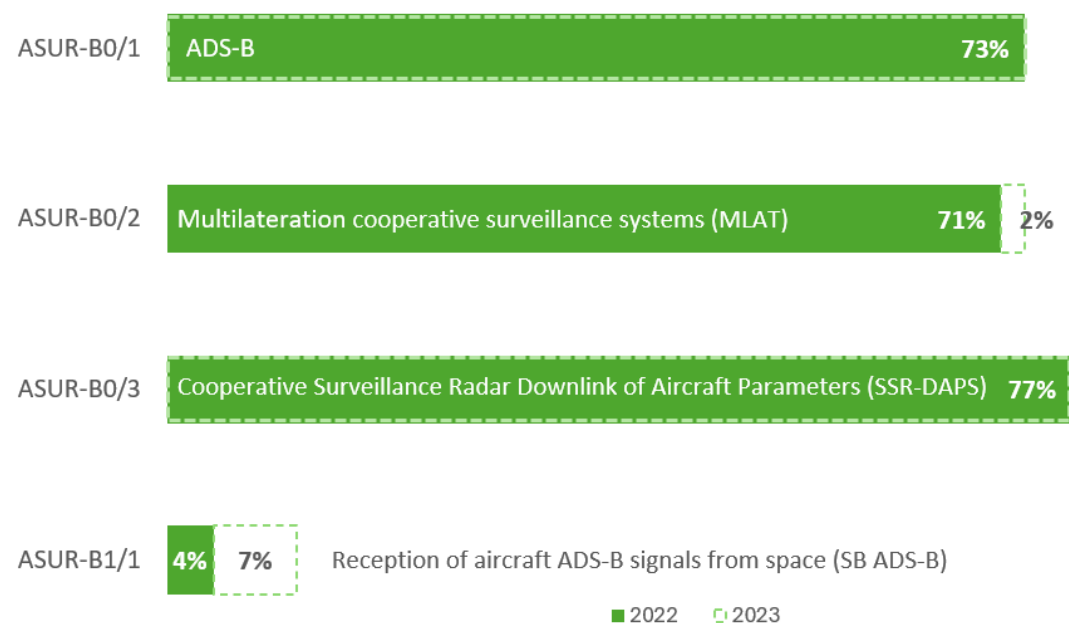 ASUR-B0/1 ADS-B 73%
ASUR-B0/2 Multilateration cooperative surveillance systems (MLAT) 71% 2%
ASUR-B0/3 Cooperative Surveillance Radar Downlink of Aircraft Parameters (SSR-DAPS) 77%
ASUR-B1/1 4% 7% Reception of aircraft ADS-B signals from space (SB ADS-B)
2022 2023